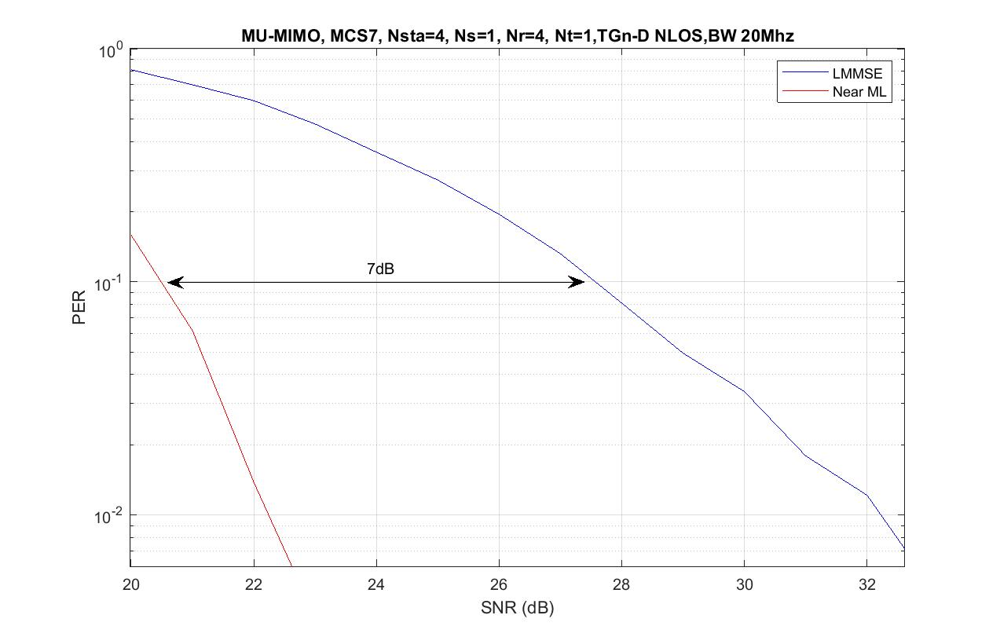 MU-MIMO, MCS7, Nsta=4, Ns=1, Nr=4, Nt=1,TGn-D NLOS,BW 20Mhz
10^0
LMMSE
Near ML
7dB
10^-1
PER
10^-2
20 22 24 26 28 30 32
SNR (dB)